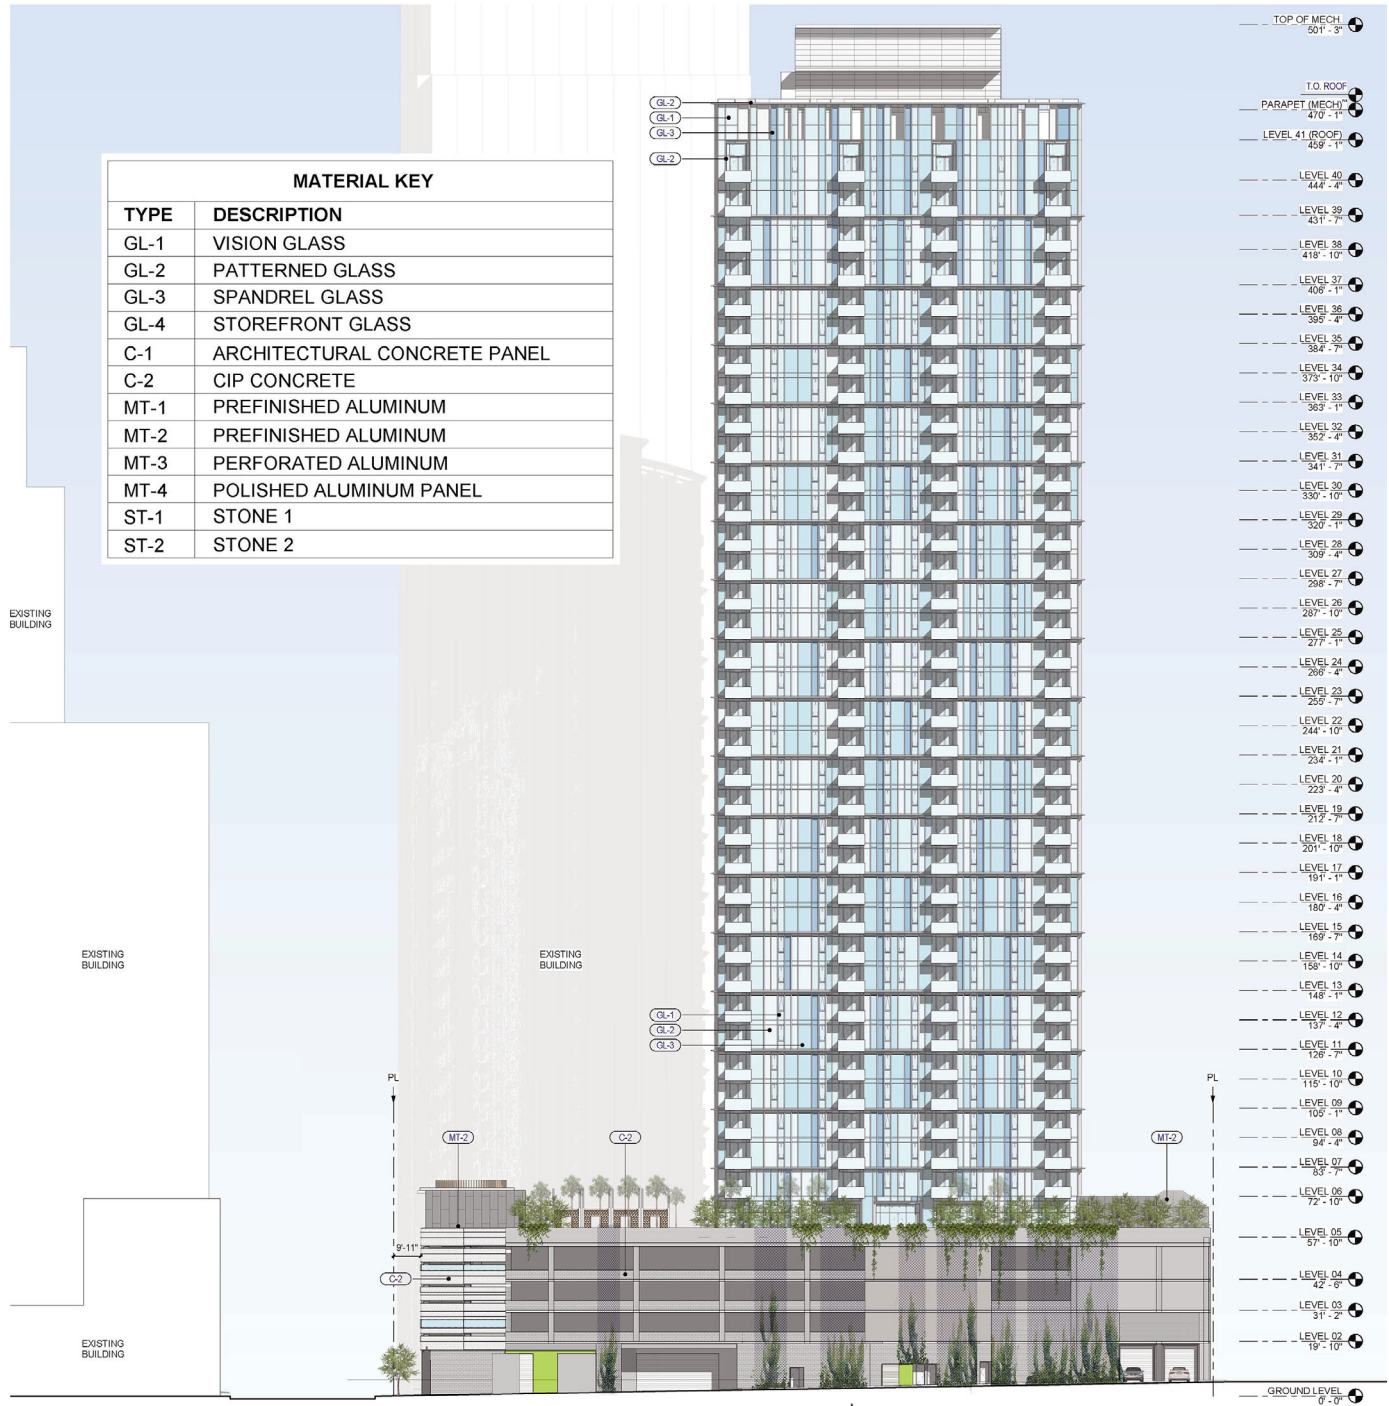 TOP OF MECH.
501' - 3"
T.O. ROOF
PARAPET (MECH)
470' - 1"
LEVEL 41 (ROOF)
459' - 1"
LEVEL 40
444' - 4"
LEVEL 39
431' - 7"
LEVEL 38
418' - 10"
LEVEL 37
406' - 1"
LEVEL 36
395' - 4"
LEVEL 35
384' - 7"
LEVEL 34
373' - 10"
LEVEL 33
363' - 1"
LEVEL 32
352' - 4"
LEVEL 31
341' - 7"
LEVEL 30
330' - 10"
LEVEL 29
320' - 1"
LEVEL 28
309' - 4"
LEVEL 27
298' - 7"
LEVEL 26
287' - 10"
LEVEL 25
277' - 1"
LEVEL 24
266' - 4"
LEVEL 23
255' - 7"
LEVEL 22
244' - 10"
LEVEL 21
234' - 1"
LEVEL 20
223' - 4"
LEVEL 19
212' - 7"
LEVEL 18
201' - 10"
LEVEL 17
191' - 1"
LEVEL 16
180' - 4"
LEVEL 15
169' - 7"
LEVEL 14
158' - 10"
LEVEL 13
148' - 1"
LEVEL 12
137' - 4"
LEVEL 11
126' - 7"
LEVEL 10
115' - 10"
LEVEL 09
105' - 1"
LEVEL 08
94' - 4"
LEVEL 07
83' - 7"
LEVEL 06
72' - 10"
LEVEL 05
57' - 10"
LEVEL 04
42' - 6"
LEVEL 03
31' - 2"
LEVEL 02
19' - 10"
GROUND LEVEL
0' - 0"
GL-2
GL-1
GL-3
GL-2
MATERIAL KEY
TYPE DESCRIPTION
GL-1 VISION GLASS
GL-2 PATTERNED GLASS
GL-3 SPANDREL GLASS
GL-4 STOREFRONT GLASS
C-1 ARCHITECTURAL CONCRETE PANEL
C-2 CIP CONCRETE
MT-1 PREFINISHED ALUMINUM
MT-2 PREFINISHED ALUMINUM
MT-3 PERFORATED ALUMINUM
MT-4 POLISHED ALUMINUM PANEL
ST-1 STONE 1
ST-2 STONE 2
EXISTING
BUILDING
EXISTING
BUILDING
EXISTING
BUILDING
GL-1
GL-2
GL-3
PL
PL
MT-2
C-2
MT-2
9'-11"
C-2
EXISTING
BUILDING